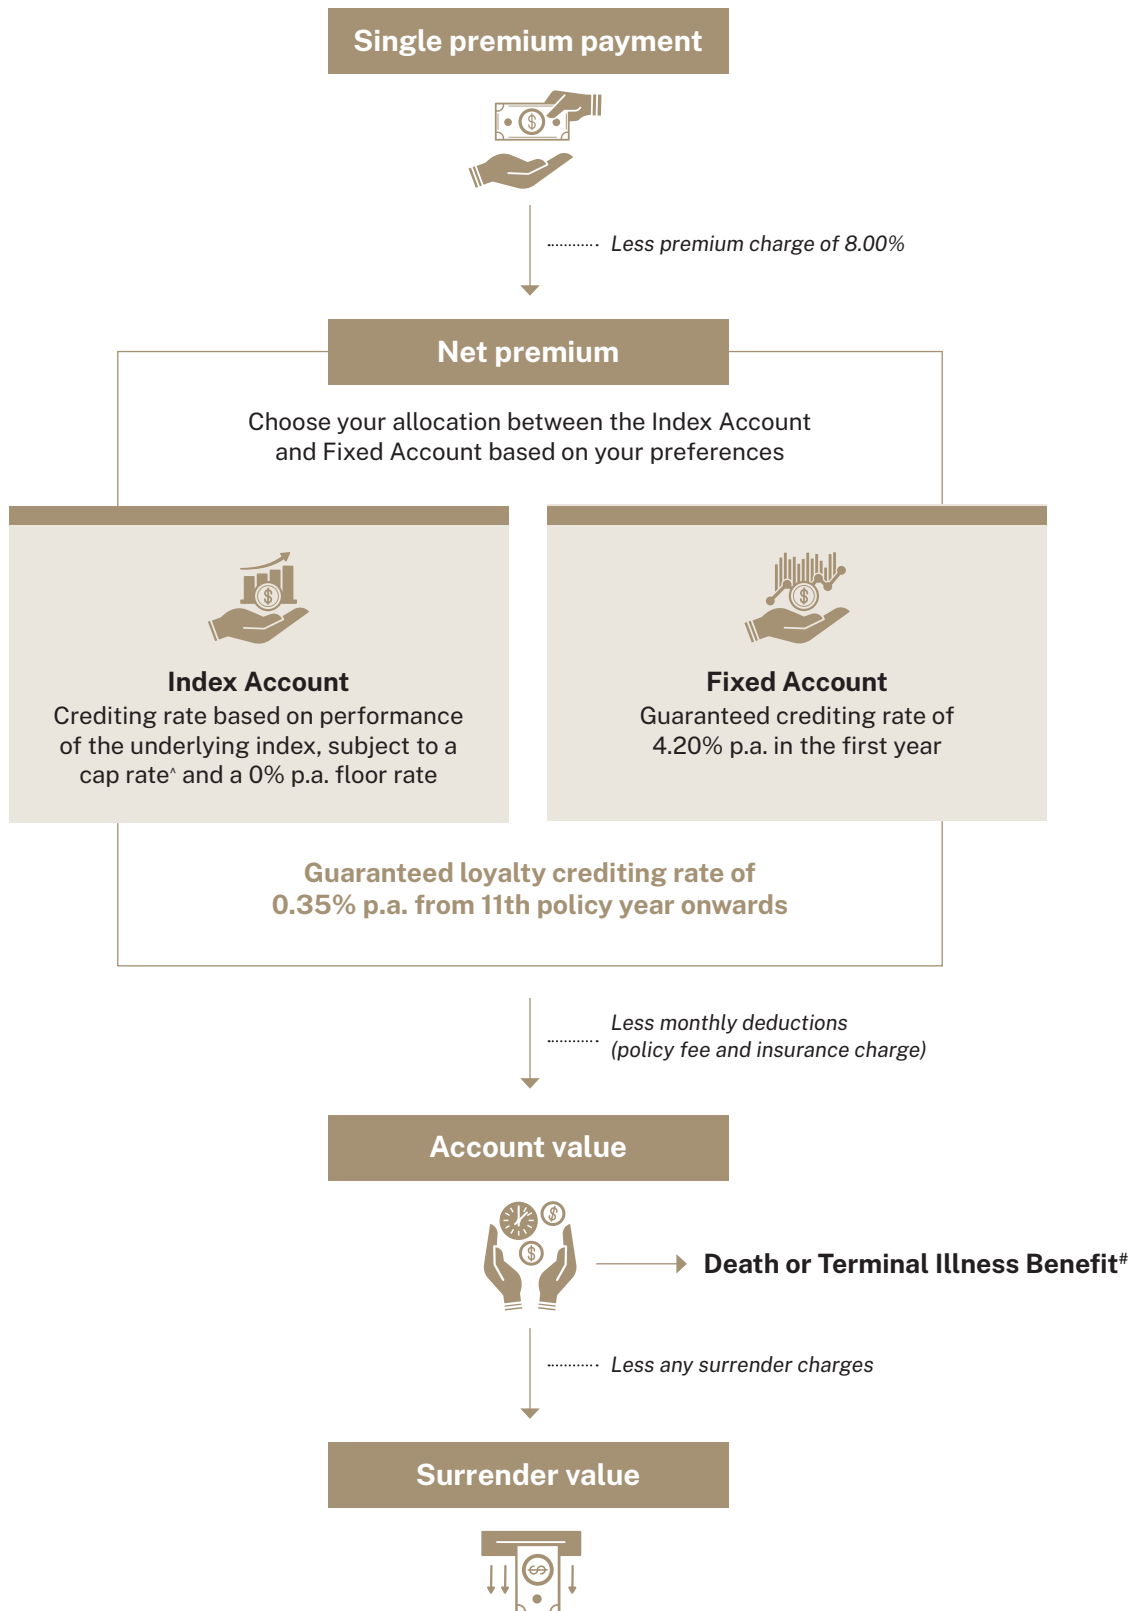 Single premium payment
Less premium charge of 8.00%
Net premium
Choose your allocation between the Index Account
and Fixed Account based on your preferences
Index Account
Crediting rate based on performance
of the underlying index, subject to a
cap rate^ and a 0% p.a. floor rate
Fixed Account
Guaranteed crediting rate of
4.20% p.a. in the first year
Guaranteed loyalty crediting rate of
0.35% p.a. from 11th policy year onwards
Less monthly deductions
(policy fee and insurance charge)
Account value
Death or Terminal Illness Benefit#
Less any surrender charges
Surrender value